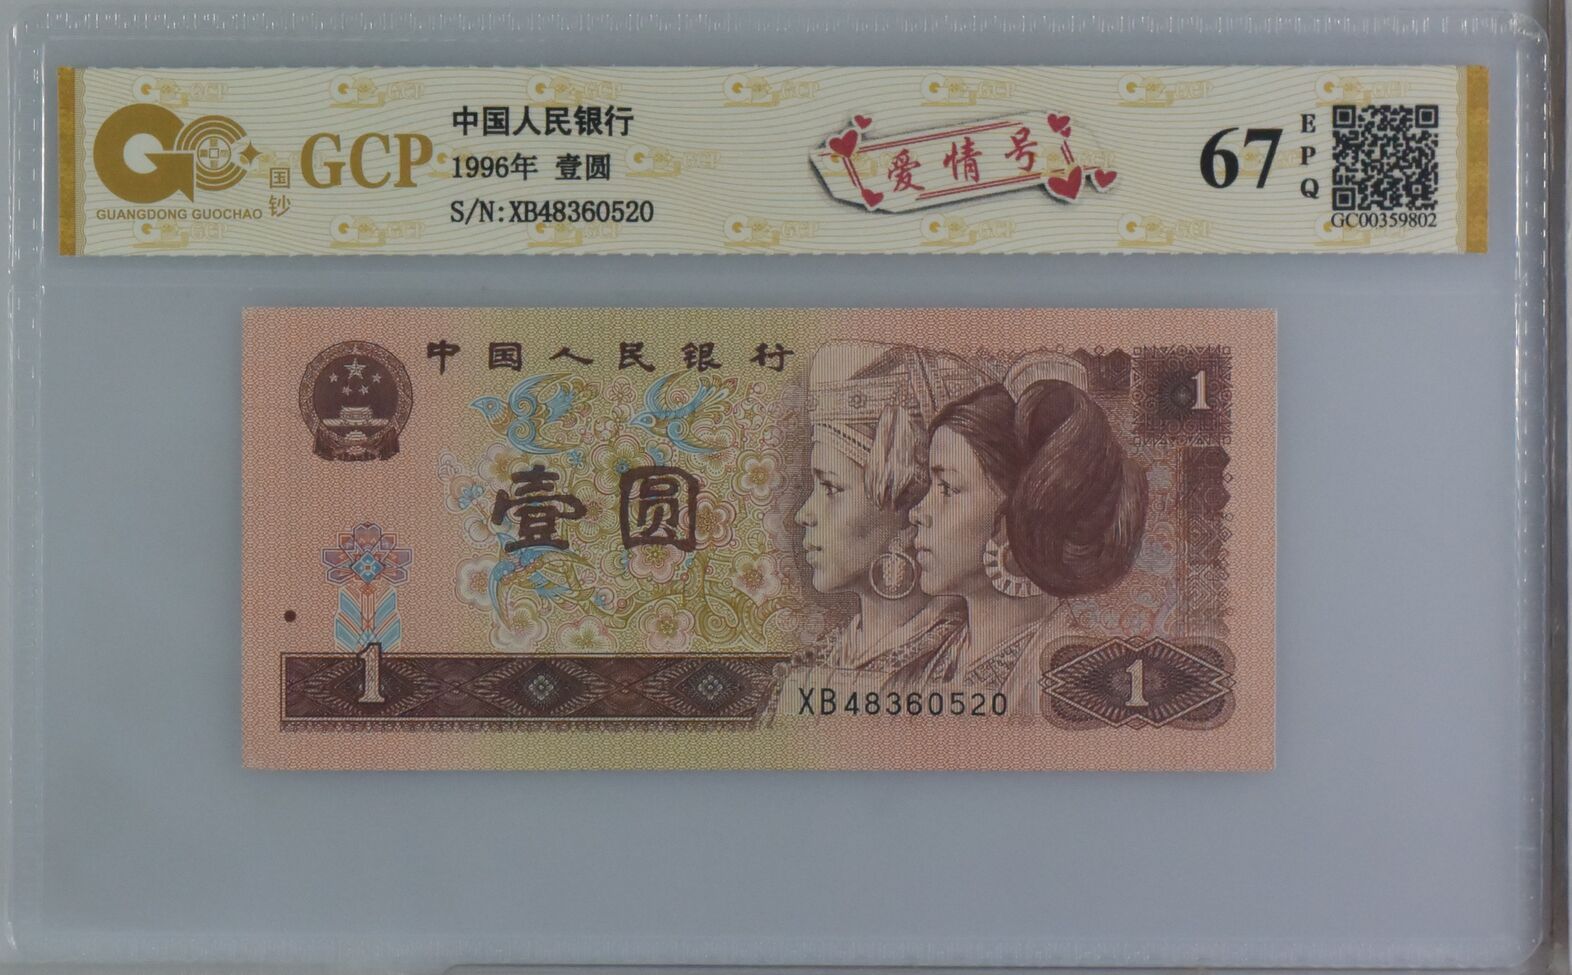 GCP
国
钞
GUANGDONG GUOCHAO
中国人民银行
1996年 壹圆
S/N:XB48360520
爱情号
67
E
P
Q
GC00359802
中国人民银行
1
壹圆
1
XB48360520
1